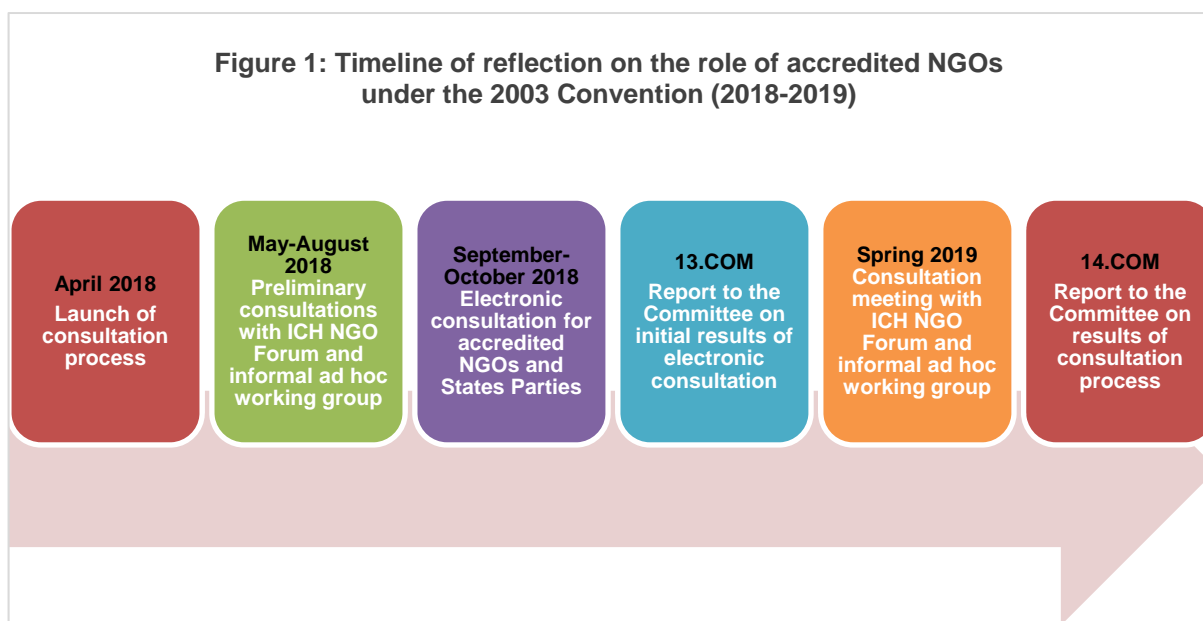 Figure 1: Timeline of reflection on the role of accredited NGOs
under the 2003 Convention (2018-2019)
April 2018
Launch of
consultation
process
May-August
2018
Preliminary
consultations
with ICH NGO
Forum and
informal ad hoc
working group
September-
October 2018
Electronic
consultation for
accredited
NGOs and
States Parties
13.COM
Report to the
Committee on
initial results of
electronic
consultation
Spring 2019
Consultation
meeting with
ICH NGO
Forum and
informal ad hoc
working group
14.COM
Report to the
Committee on
results of
consultation
process